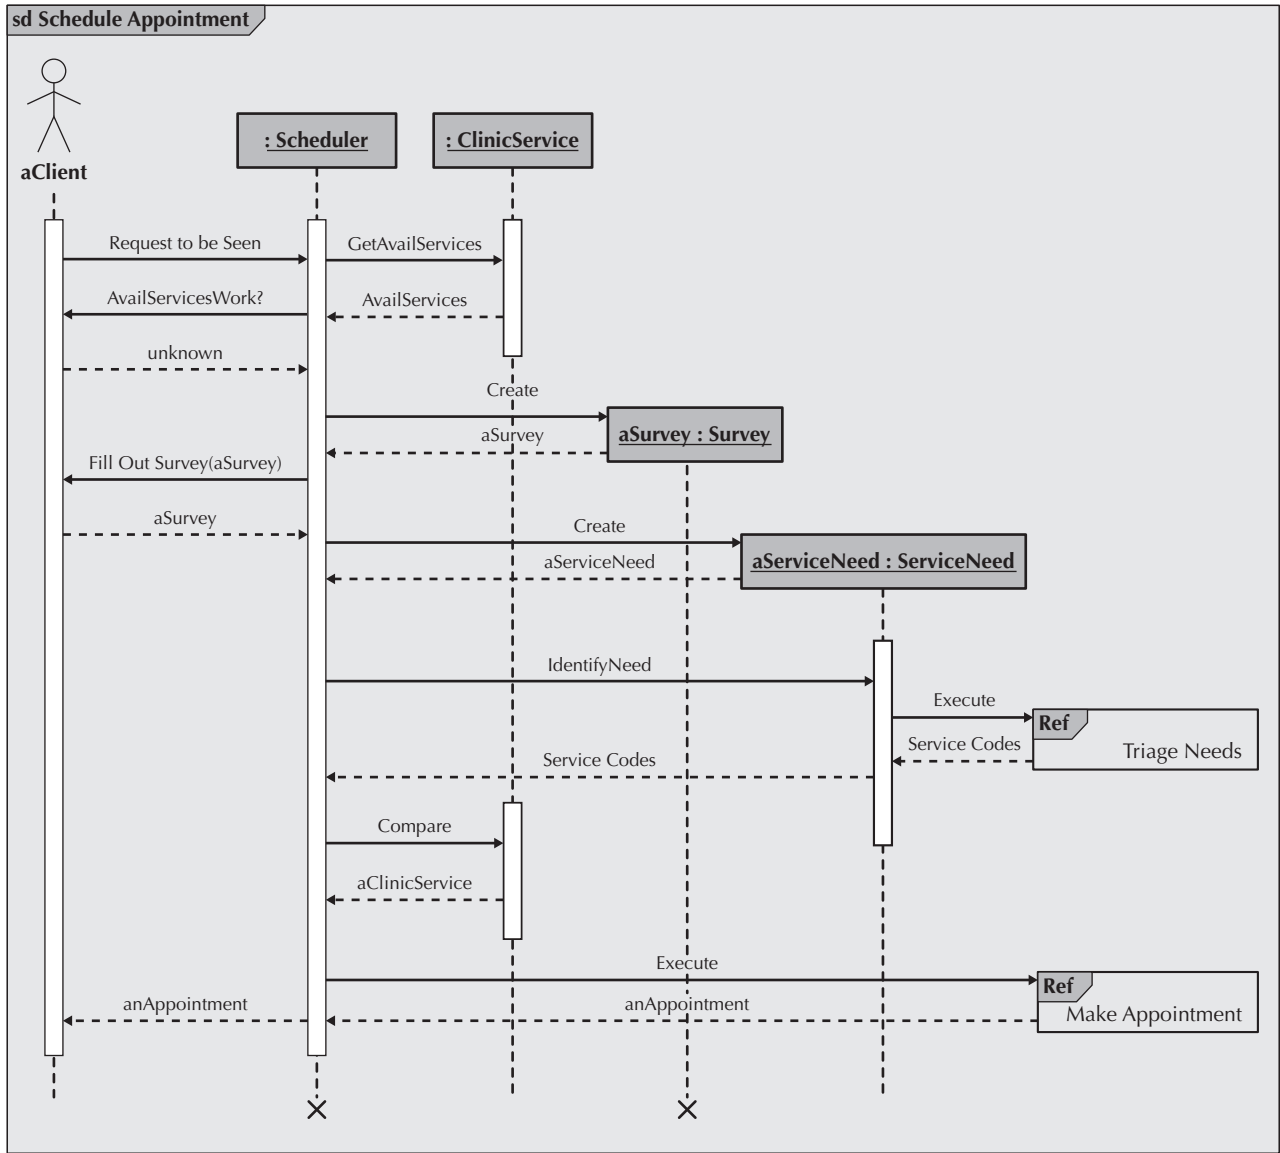 sd Schedule Appointment
: Scheduler
: ClinicService
aClient
Request to be Seen
GetAvailServices
AvailServicesWork?
AvailServices
unknown
Create
aSurvey
aSurvey : Survey
Fill Out Survey(aSurvey)
aSurvey
Create
aServiceNeed
aServiceNeed : ServiceNeed
IdentifyNeed
Execute
Ref
Service Codes
Triage Needs
Service Codes
Compare
aClinicService
Execute
Ref
anAppointment
anAppointment
Make Appointment